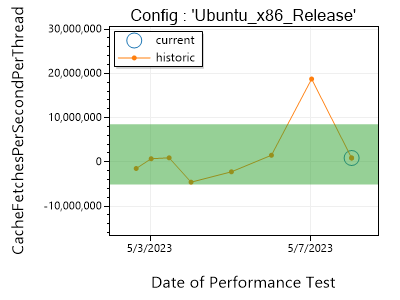 Config : 'Ubuntu_x86_Release'
CacheFetchesPerSecondPerThread
30,000,000
20,000,000
10,000,000
0
-10,000,000
current
historic
5/3/2023
5/7/2023
Date of Performance Test